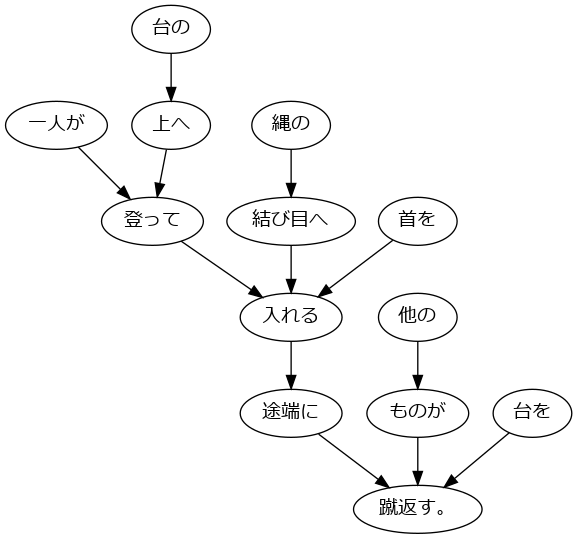 台の
一人が
上へ
縄の
登って
結び目へ
首を
入れる
他の
途端に
ものが
台を
蹴返す。